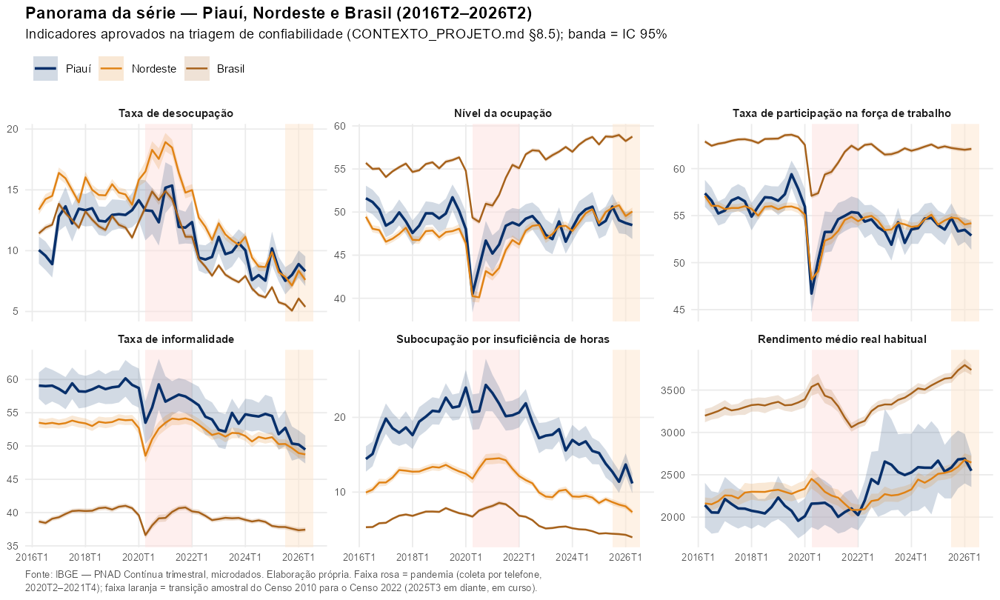 Panorama da série — Piauí, Nordeste e Brasil (2016T2–2026T2)
Indicadores aprovados na triagem de confiabilidade (CONTEXTO_PROJETO.md §8.5); banda = IC 95%
Piauí Nordeste Brasil
Taxa de desocupação
20
15
10
5
Nível da ocupação
60
55
50
45
40
Taxa de participação na força de trabalho
60
55
50
45
Taxa de informalidade
60
55
50
45
40
35
2016T1 2018T1 2020T1 2022T1 2024T1 2026T1
Subocupação por insuficiência de horas
20
10
2016T1 2018T1 2020T1 2022T1 2024T1 2026T1
Rendimento médio real habitual
3500
3000
2500
2000
2016T1 2018T1 2020T1 2022T1 2024T1 2026T1
Fonte: IBGE — PNAD Contínua trimestral, microdados. Elaboração própria. Faixa rosa = pandemia (coleta por telefone,
2020T2–2021T4); faixa laranja = transição amostral do Censo 2010 para o Censo 2022 (2025T3 em diante, em curso).